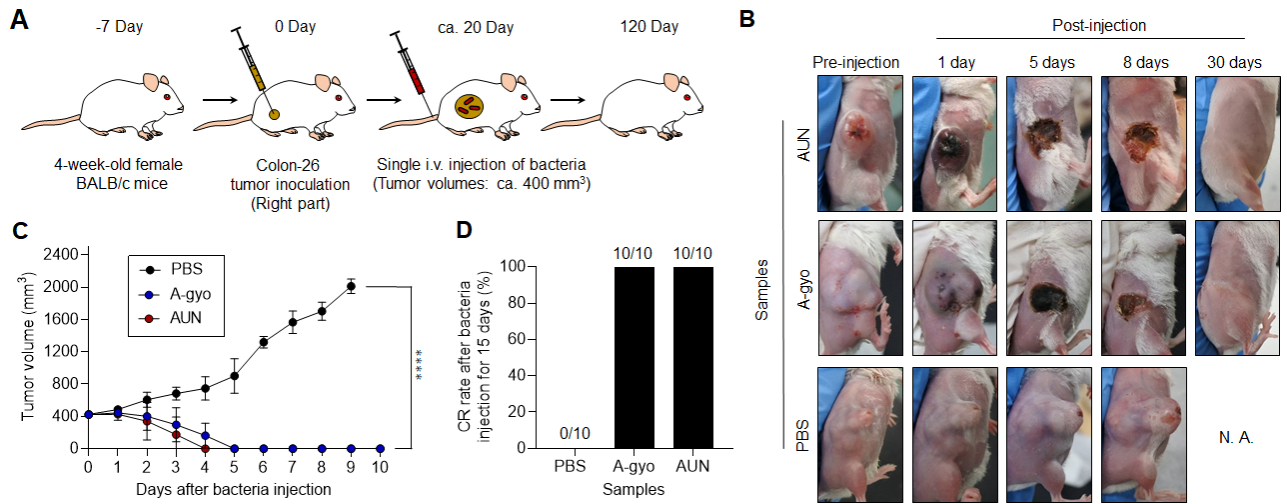 A
-7 Day
0 Day
ca. 20 Day
120 Day
4-week-old female
BALB/c mice
Colon-26
tumor inoculation
(Right part)
Single i.v. injection of bacteria
(Tumor volumes: ca. 400 mm³)
B
Post-injection
Pre-injection
1 day
5 days
8 days
30 days
Samples
AUN
A-gyo
PBS
N. A.
C
Tumor volume (mm³)
2400
2000
1600
1200
800
400
0
PBS
A-gyo
AUN
****
0 1 2 3 4 5 6 7 8 9 10
Days after bacteria injection
D
CR rate after bacteria
injection for 15 days (%)
100
80
60
40
20
0
0/10
10/10
10/10
PBS
A-gyo
AUN
Samples